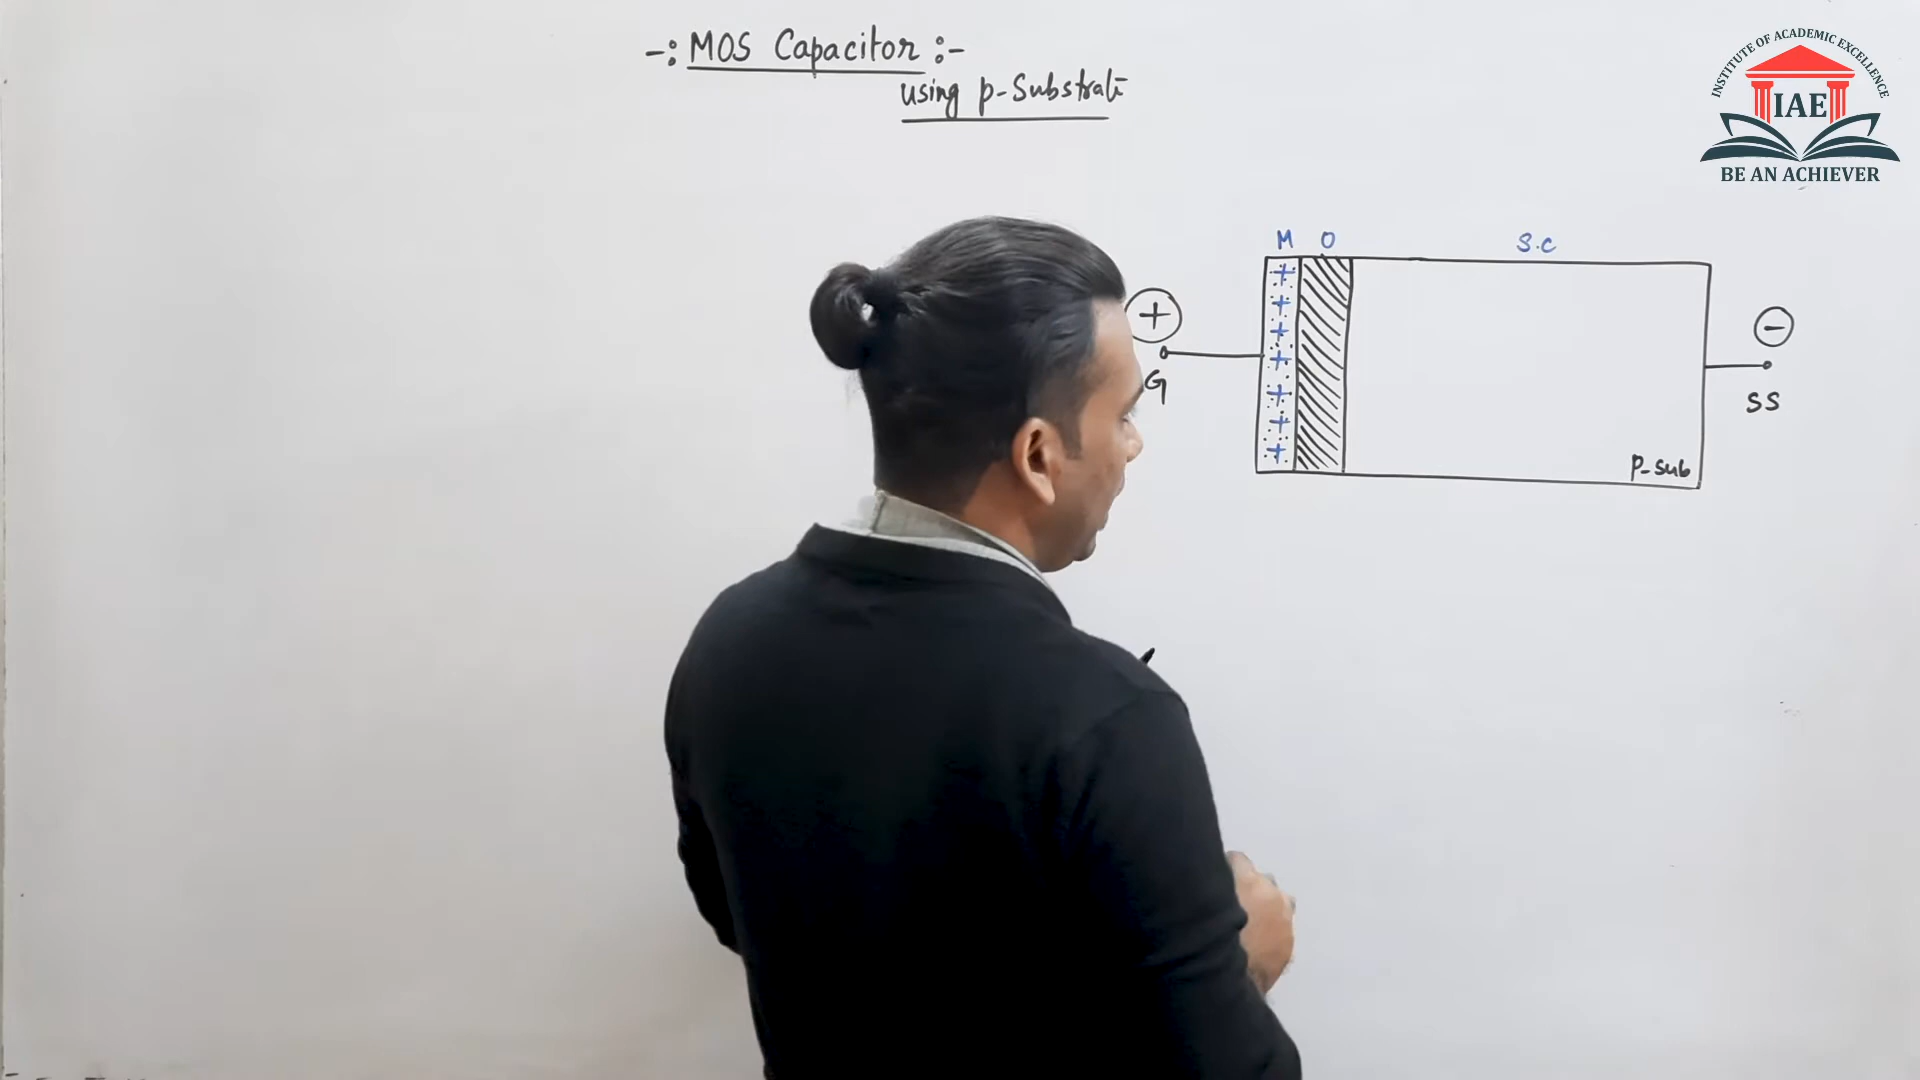 -: MOS Capacitor :-
using p-Substrate
INSTITUTE OF ACADEMIC EXCELLENCE
IAE
BE AN ACHIEVER
M O S.C
+
+
+
+
+
+
+
+
G
-
SS
P-sub